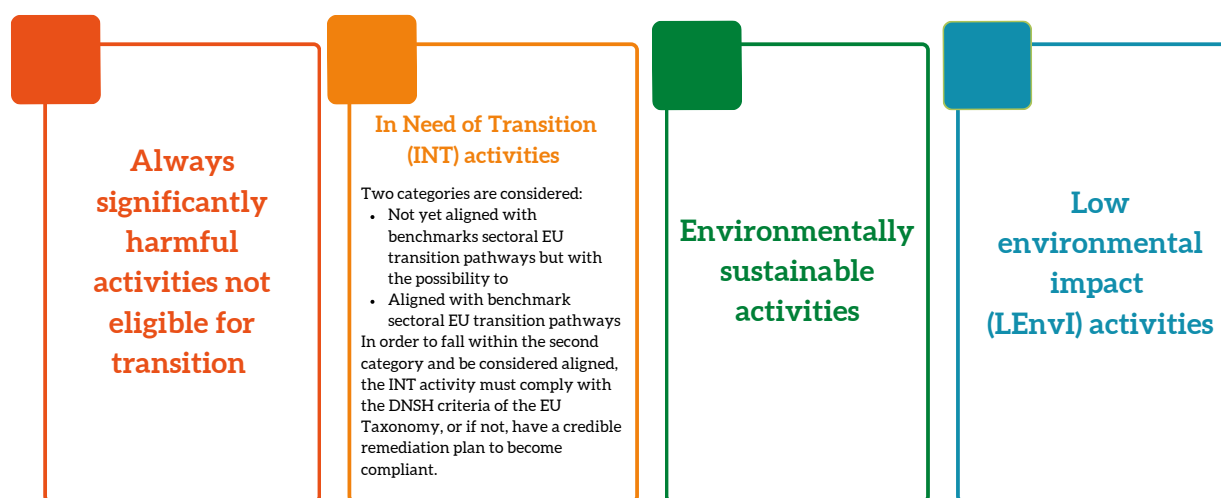 Always
significantly
harmful
activities not
eligible for
transition
In Need of Transition
(INT) activities
Two categories are considered:
• Not yet aligned with
benchmarks sectoral EU
transition pathways but with
the possibility to
• Aligned with benchmark
sectoral EU transition pathways
In order to fall within the second
category and be considered aligned,
the INT activity must comply with
the DNSH criteria of the EU
Taxonomy, or if not, have a credible
remediation plan to become
compliant.
Environmentally
sustainable
activities
Low
environmental
impact
(LEnvI) activities